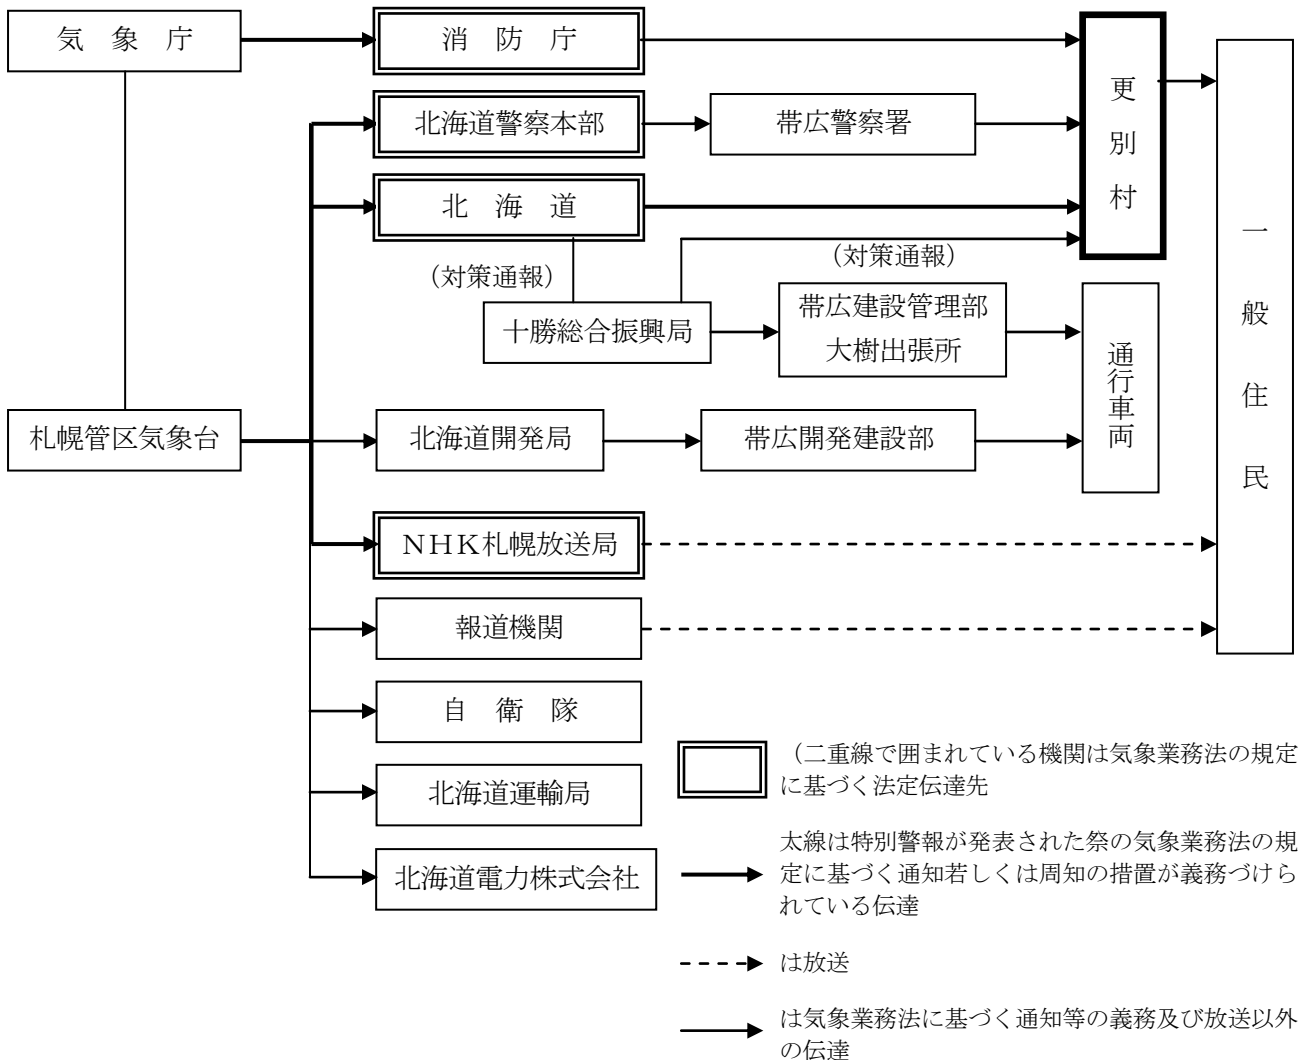 気象庁
消防庁
更別村
一般住民
北海道警察本部
帯広警察署
北海道
（対策通報）
（対策通報）
十勝総合振興局
帯広建設管理部
大樹出張所
通行車両
札幌管区気象台
北海道開発局
帯広開発建設部
ＮＨＫ札幌放送局
報道機関
自衛隊
北海道運輸局
北海道電力株式会社
（二重線で囲まれている機関は気象業務法の規定
に基づく法定伝達先
太線は特別警報が発表された祭の気象業務法の規
定に基づく通知若しくは周知の措置が義務づけら
れている伝達
は放送
は気象業務法に基づく通知等の義務及び放送以外
の伝達